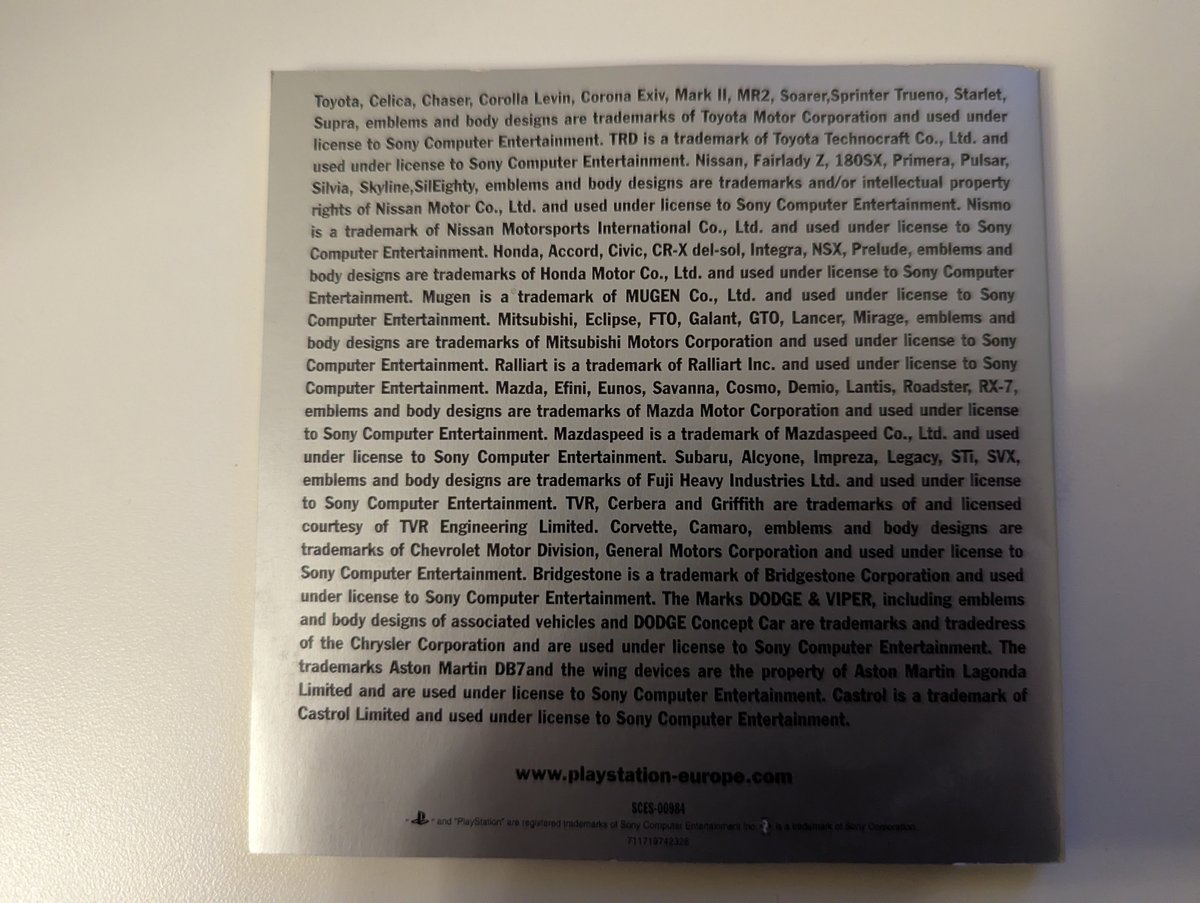 Toyota, Celica, Chaser, Corolla Levin, Corona Exiv, Mark II, MR2, Soarer,Sprinter Trueno, Starlet,
Supra, emblems and body designs are trademarks of Toyota Motor Corporation and used under
license to Sony Computer Entertainment. TRD is a trademark of Toyota Technocraft Co., Ltd. and
used under license to Sony Computer Entertainment. Nissan, Fairlady Z, 180SX, Primera, Pulsar,
Silvia, Skyline,SilEighty, emblems and body designs are trademarks and/or intellectual property
rights of Nissan Motor Co., Ltd. and used under license to Sony Computer Entertainment. Nismo
is a trademark of Nissan Motorsports International Co., Ltd. and used under license to Sony
Computer Entertainment. Honda, Accord, Civic, CR-X del-sol, Integra, NSX, Prelude, emblems and
body designs are trademarks of Honda Motor Co., Ltd. and used under license to Sony Computer
Entertainment. Mugen is a trademark of MUGEN Co., Ltd. and used under license to Sony
Computer Entertainment. Mitsubishi, Eclipse, FTO, Galant, GTO, Lancer, Mirage, emblems and
body designs are trademarks of Mitsubishi Motors Corporation and used under license to Sony
Computer Entertainment. Ralliart is a trademark of Ralliart Inc. and used under license to Sony
Computer Entertainment. Mazda, Efini, Eunos, Savanna, Cosmo, Demio, Lantis, Roadster, RX-7,
emblems and body designs are trademarks of Mazda Motor Corporation and used under license
to Sony Computer Entertainment. Mazdaspeed is a trademark of Mazdaspeed Co., Ltd. and used
under license to Sony Computer Entertainment. Subaru, Alcyone, Impreza, Legacy, STi, SVX,
emblems and body designs are trademarks of Fuji Heavy Industries Ltd. and used under license
to Sony Computer Entertainment. TVR, Cerbera and Griffith are trademarks of and licensed
courtesy of TVR Engineering Limited. Corvette, Camaro, emblems and body designs are
trademarks of Chevrolet Motor Division, General Motors Corporation and used under license to
Sony Computer Entertainment. Bridgestone is a trademark of Bridgestone Corporation and used
under license to Sony Computer Entertainment. The Marks DODGE & VIPER, including emblems
and body designs of associated vehicles and DODGE Concept Car are trademarks and tradedress
of the Chrysler Corporation and are used under license to Sony Computer Entertainment. The
trademarks Aston Martin DB7and the wing devices are the property of Aston Martin Lagonda
Limited and are used under license to Sony Computer Entertainment. Castrol is a trademark of
Castrol Limited and used under license to Sony Computer Entertainment.
www.playstation-europe.com
SCES-00984
" " and "PlayStation" are registered trademarks of Sony Computer Entertainment Inc. is a trademark of Sony Corporation.
711719742326